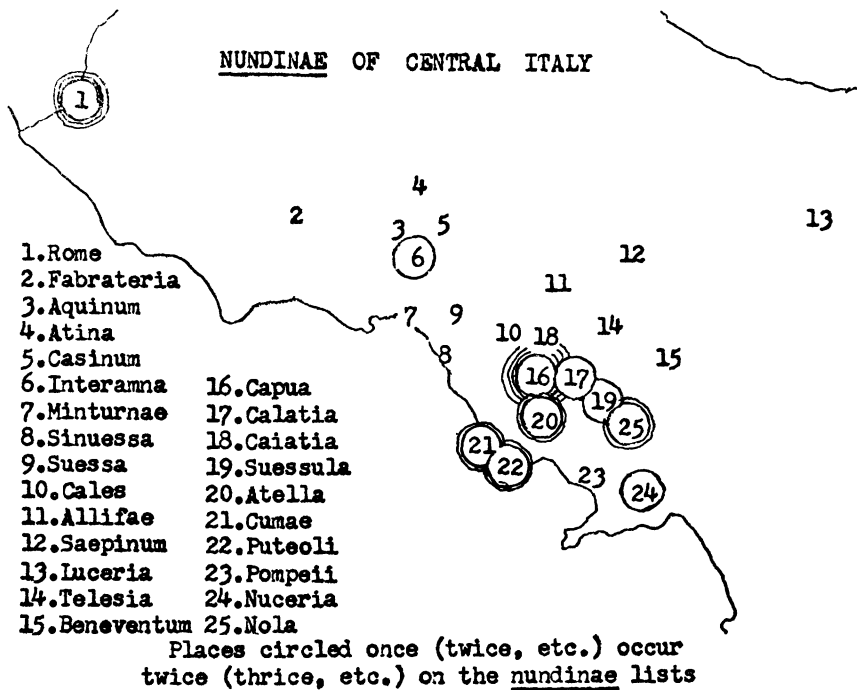 NUNDINAE OF CENTRAL ITALY
1
4
2
13
3 5
6
12
11
7 9
14
10 18
8
15
16 17
19
20
25
21
22
23
24
1.Rome
2.Fabrateria
3.Aquinum
4.Atina
5.Casinum
6.Interamna
7.Minturnae
8.Sinuessa
9.Suessa
10.Cales
11.Allifae
12.Saepinum
13.Luceria
14.Telesia
15.Beneventum
16.Capua
17.Calatia
18.Caiatia
19.Suessula
20.Atella
21.Cumae
22.Puteoli
23.Pompeii
24.Nuceria
25.Nola
Places circled once (twice, etc.) occur
twice (thrice, etc.) on the nundinae lists